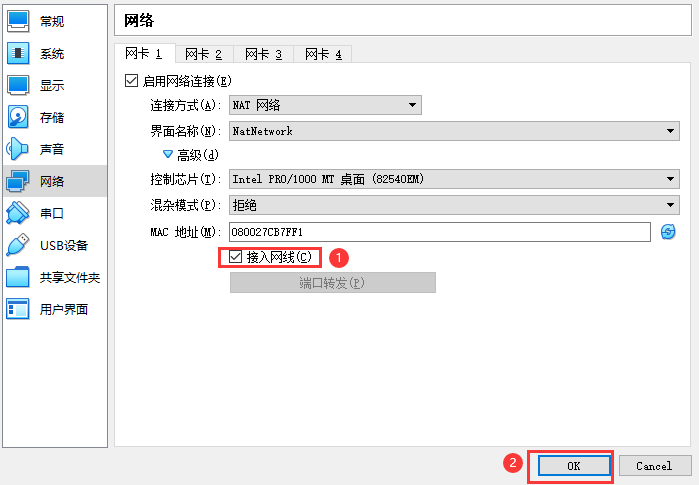 常规
系统
显示
存储
声音
网络
串口
USB设备
共享文件夹
用户界面
网络
网卡 1 网卡 2 网卡 3 网卡 4
启用网络连接(E)
连接方式(A): NAT 网络
界面名称(N): NatNetwork
高级(d)
控制芯片(T): Intel PRO/1000 MT 桌面 (82540EM)
混杂模式(P): 拒绝
MAC 地址(M): 080027CB7FF1
接入网线(C) 1
端口转发(P)
2 OK Cancel